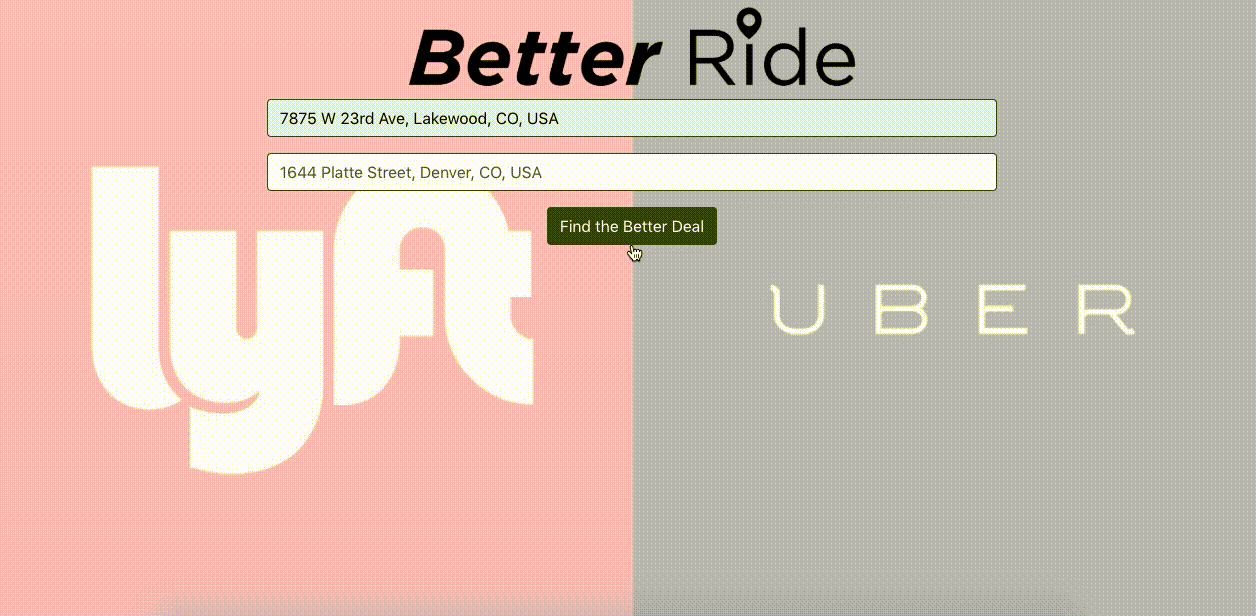 Better Ride
7875 W 23rd Ave, Lakewood, CO, USA
1644 Platte Street, Denver, CO, USA
Find the Better Deal
lyft
UBER